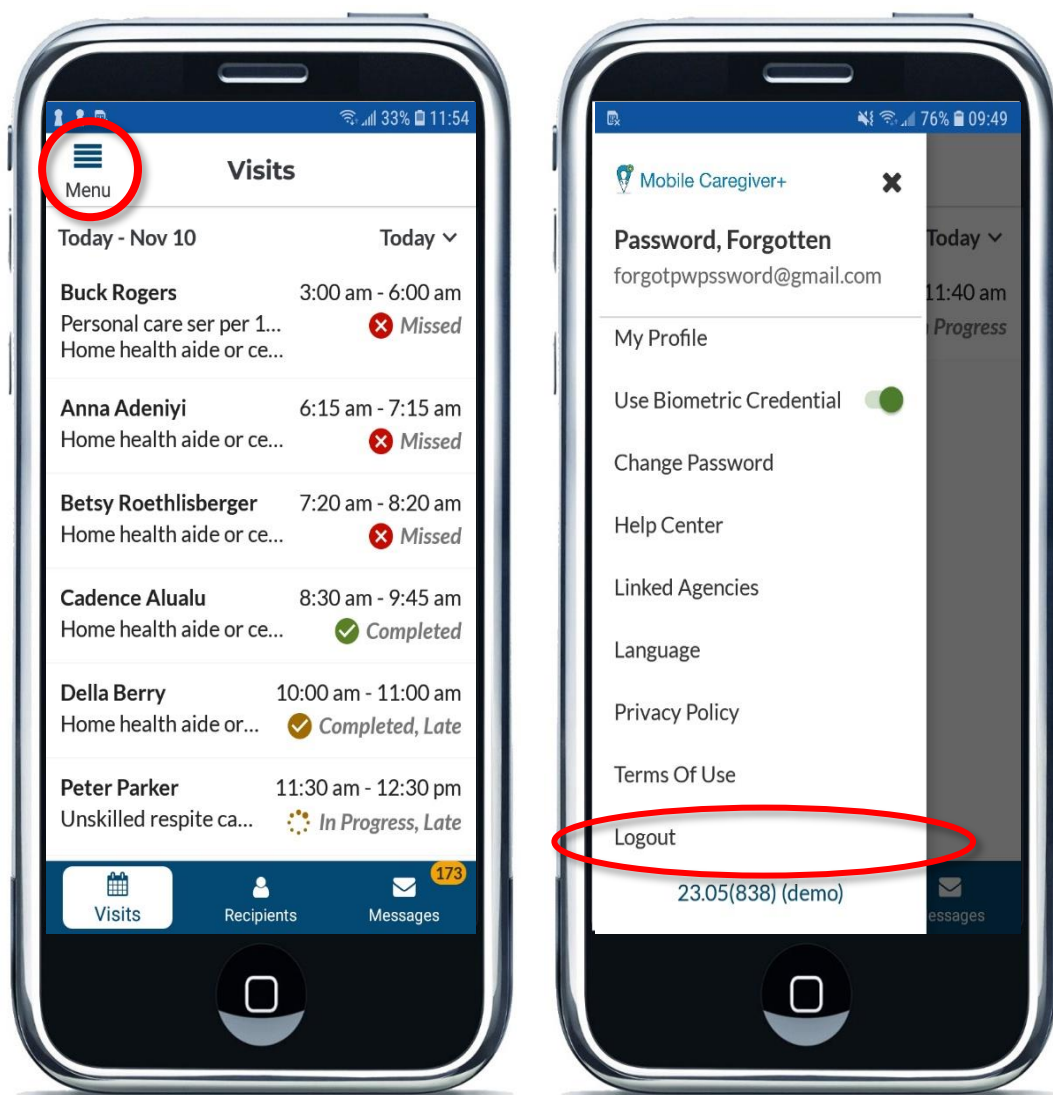 33% 11:54
Menu
Visits
Today - Nov 10 Today
Buck Rogers 3:00 am - 6:00 am
Personal care ser per 1... Missed
Home health aide or ce...
Anna Adeniyi 6:15 am - 7:15 am
Home health aide or ce... Missed
Betsy Roethlisberger 7:20 am - 8:20 am
Home health aide or ce... Missed
Cadence Alualu 8:30 am - 9:45 am
Home health aide or ce... Completed
Della Berry 10:00 am - 11:00 am
Home health aide or... Completed, Late
Peter Parker 11:30 am - 12:30 pm
Unskilled respite ca... In Progress, Late
173
Visits Recipients Messages
76% 09:49
Mobile Caregiver+
Password, Forgotten
forgotpwpssword@gmail.com
Today
11:40 am
Progress
My Profile
Use Biometric Credential
Change Password
Help Center
Linked Agencies
Language
Privacy Policy
Terms Of Use
Logout
23.05(838) (demo)
essages